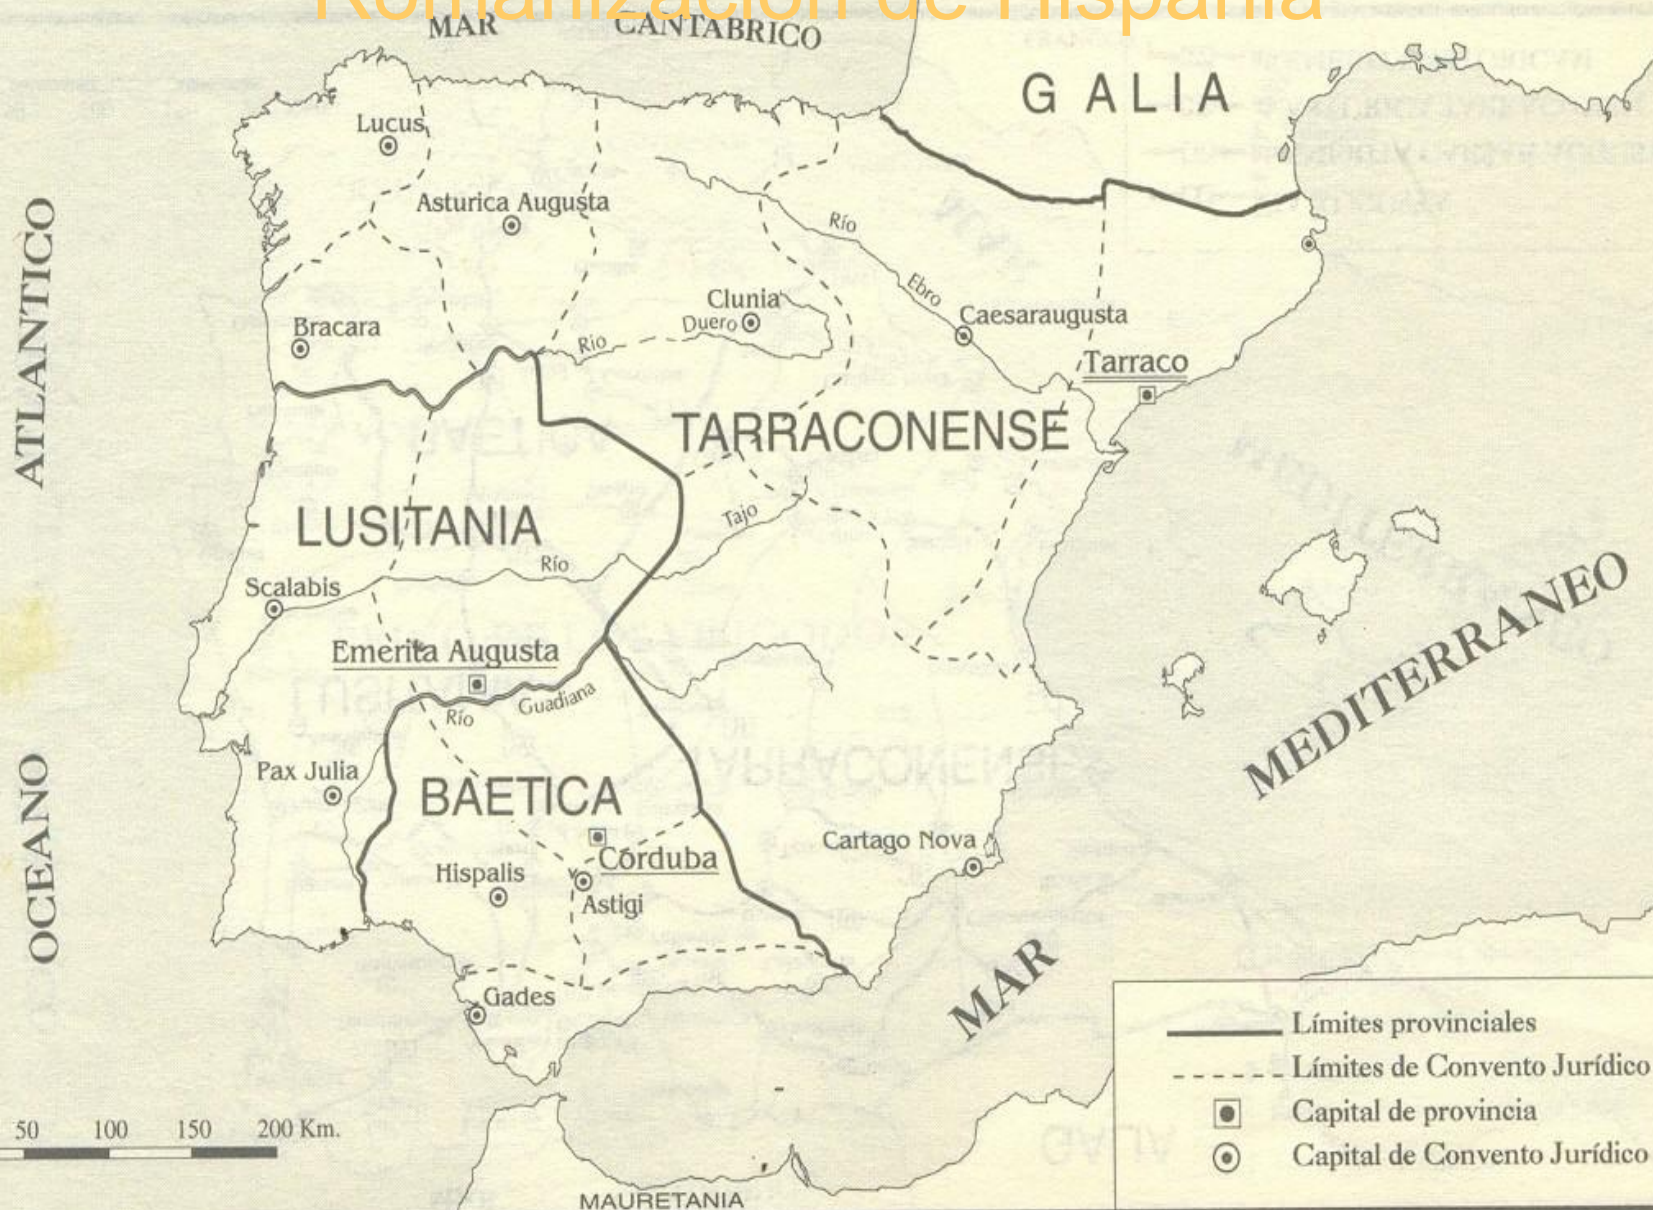 Romanización de Hispania
MAR CANTABRICO
GALIA
Lucus
Asturica Augusta
Río
Ebro
Clunia
Duero
Río
Bracara
Caesaraugusta
Tarraco
TARRACONENSE
ATLANTICO
LUSITANIA
Tajo
Río
Scalabis
Emerita Augusta
Río
Guadiana
MEDITERRANEO
Pax Julia
BAETICA
Córduba
Cartago Nova
Hispalis
Astigi
OCEANO
Gades
MAR
MAURETANIA
50 100 150 200 Km.
Límites provinciales
Límites de Convento Jurídico
Capital de provincia
Capital de Convento Jurídico